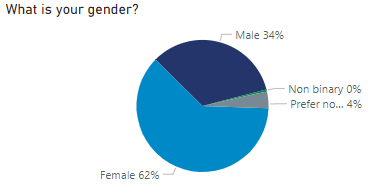 What is your gender?
Male 34%
Non binary 0%
Prefer no... 4%
Female 62%